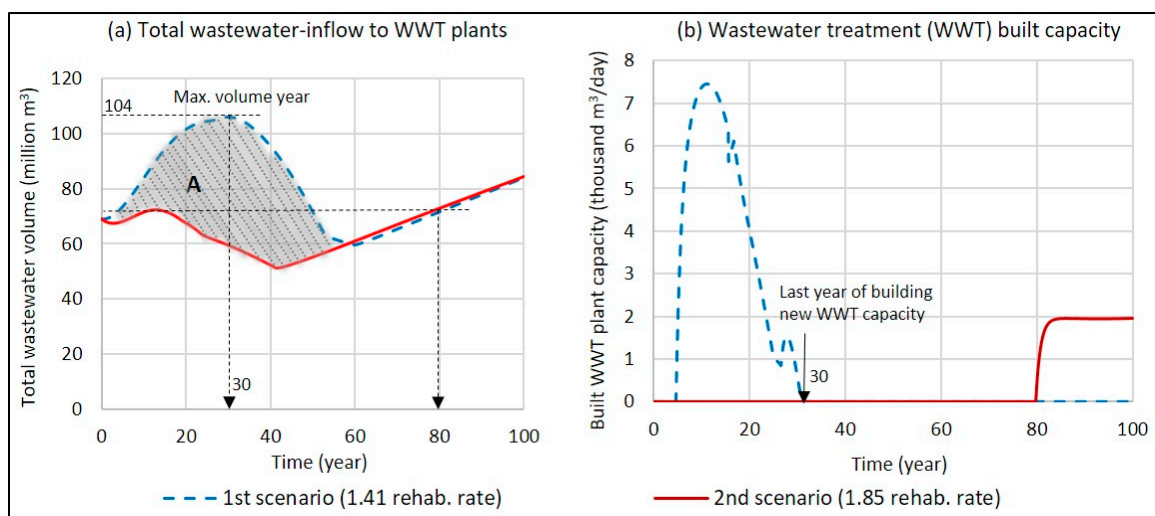 (a) Total wastewater-inflow to WWT plants
Total wastewater volume (million m³)
120
100
80
60
40
20
0
104
Max. volume year
A
30
0
20
40
60
80
100
Time (year)
(b) Wastewater treatment (WWT) built capacity
Built WWT plant capacity (thousand m³/day)
8
7
6
5
4
3
2
1
0
Last year of building
new WWT capacity
30
0
20
40
60
80
100
Time (year)
1st scenario (1.41 rehab. rate)
2nd scenario (1.85 rehab. rate)